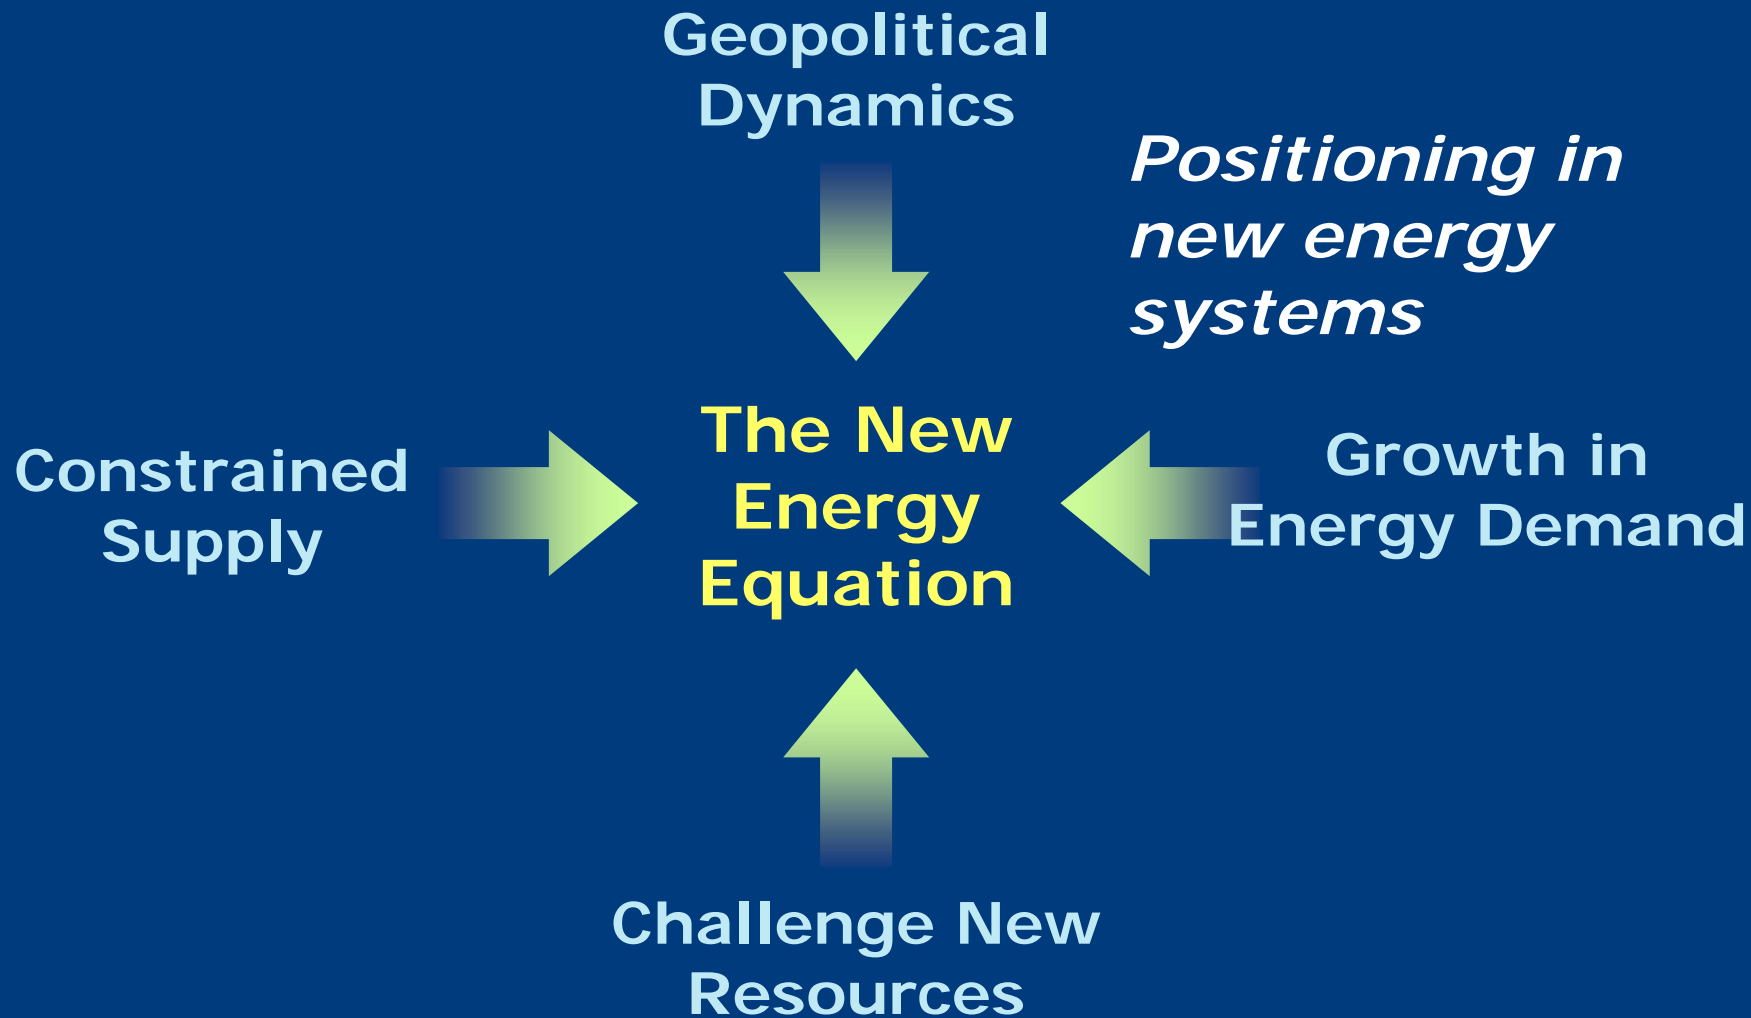 Geopolitical
Dynamics
Positioning in
new energy
systems
Constrained
Supply
The New
Energy
Equation
Growth in
Energy Demand
Challenge New
Resources